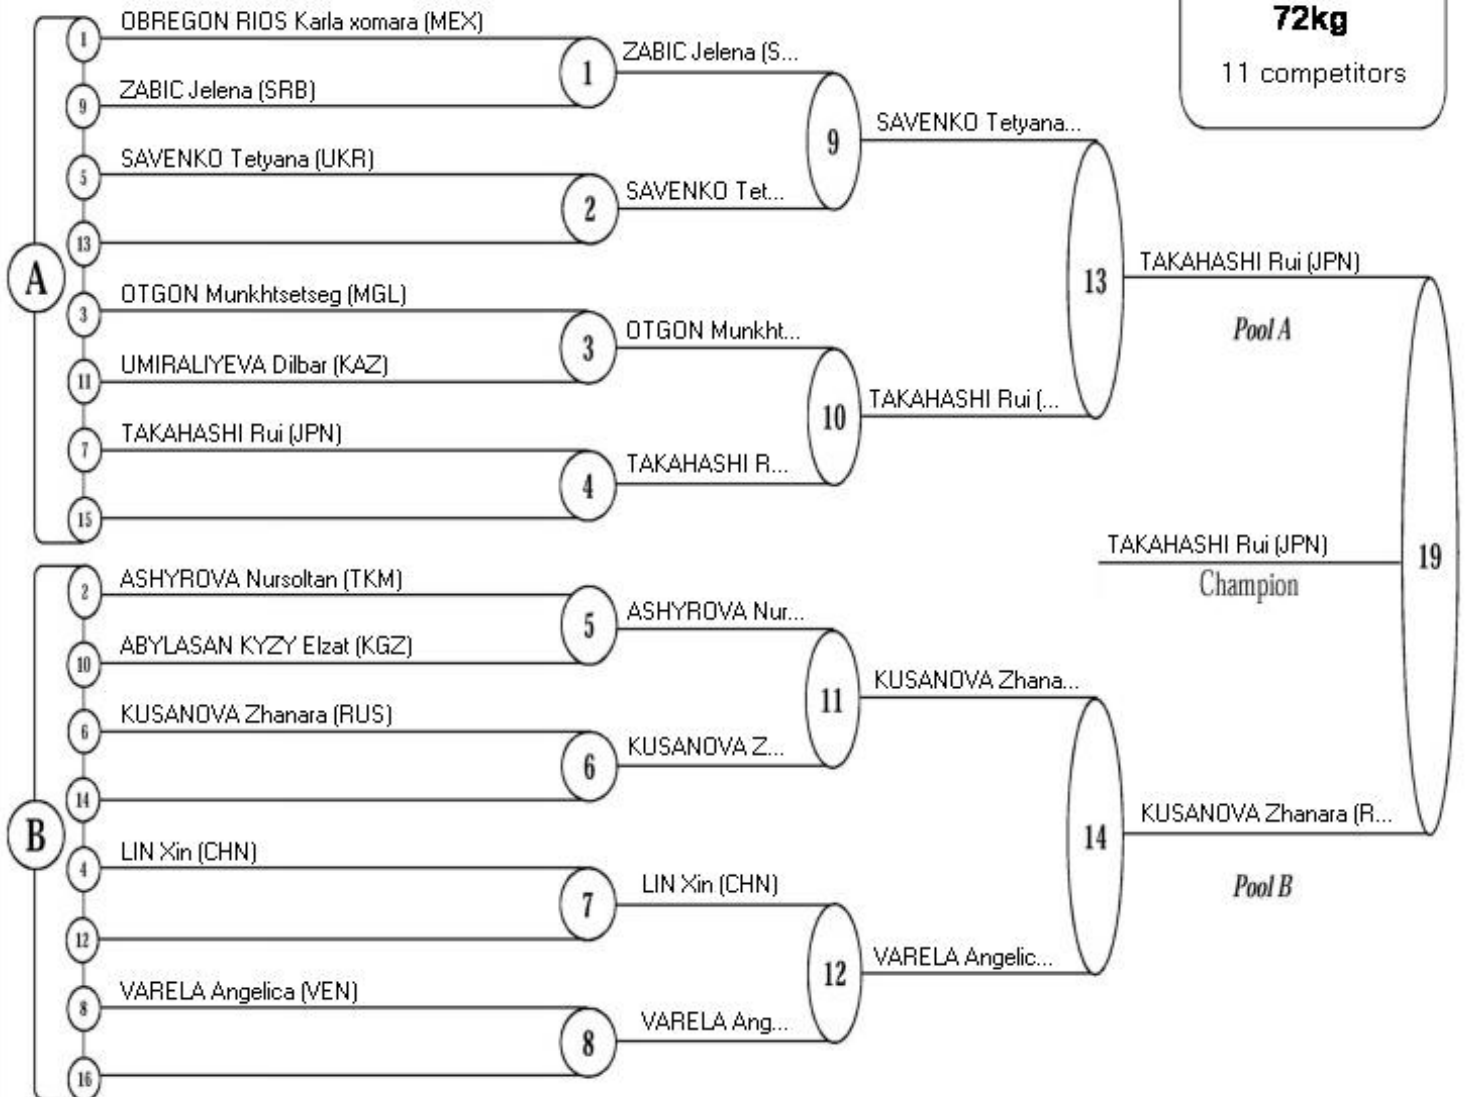 72kg
11 competitors
A
1
OBREGON RIOS Karla xomara (MEX)
9
ZABIC Jelena (SRB)
5
SAVENKO Tetyana (UKR)
13
3
OTGON Munkhtsetseg (MGL)
11
UMIRALIYEVA Dilbar (KAZ)
7
TAKAHASHI Rui (JPN)
15
B
2
ASHYROVA Nursoltan (TKM)
10
ABYLASAN KYZY Elzat (KGZ)
6
KUSANOVA Zhanara (RUS)
14
4
LIN Xin (CHN)
12
8
VARELA Angelica (VEN)
16
1
ZABIC Jelena (S...
2
SAVENKO Tet...
3
OTGON Munkht...
4
TAKAHASHI R...
5
ASHYROVA Nur...
6
KUSANOVA Z...
7
LIN Xin (CHN)
8
VARELA Ang...
9
SAVENKO Tetyana...
10
TAKAHASHI Rui (...
11
KUSANOVA Zhana...
12
VARELA Angelic...
13
TAKAHASHI Rui (JPN)
Pool A
14
KUSANOVA Zhanara (R...
Pool B
19
TAKAHASHI Rui (JPN)
Champion